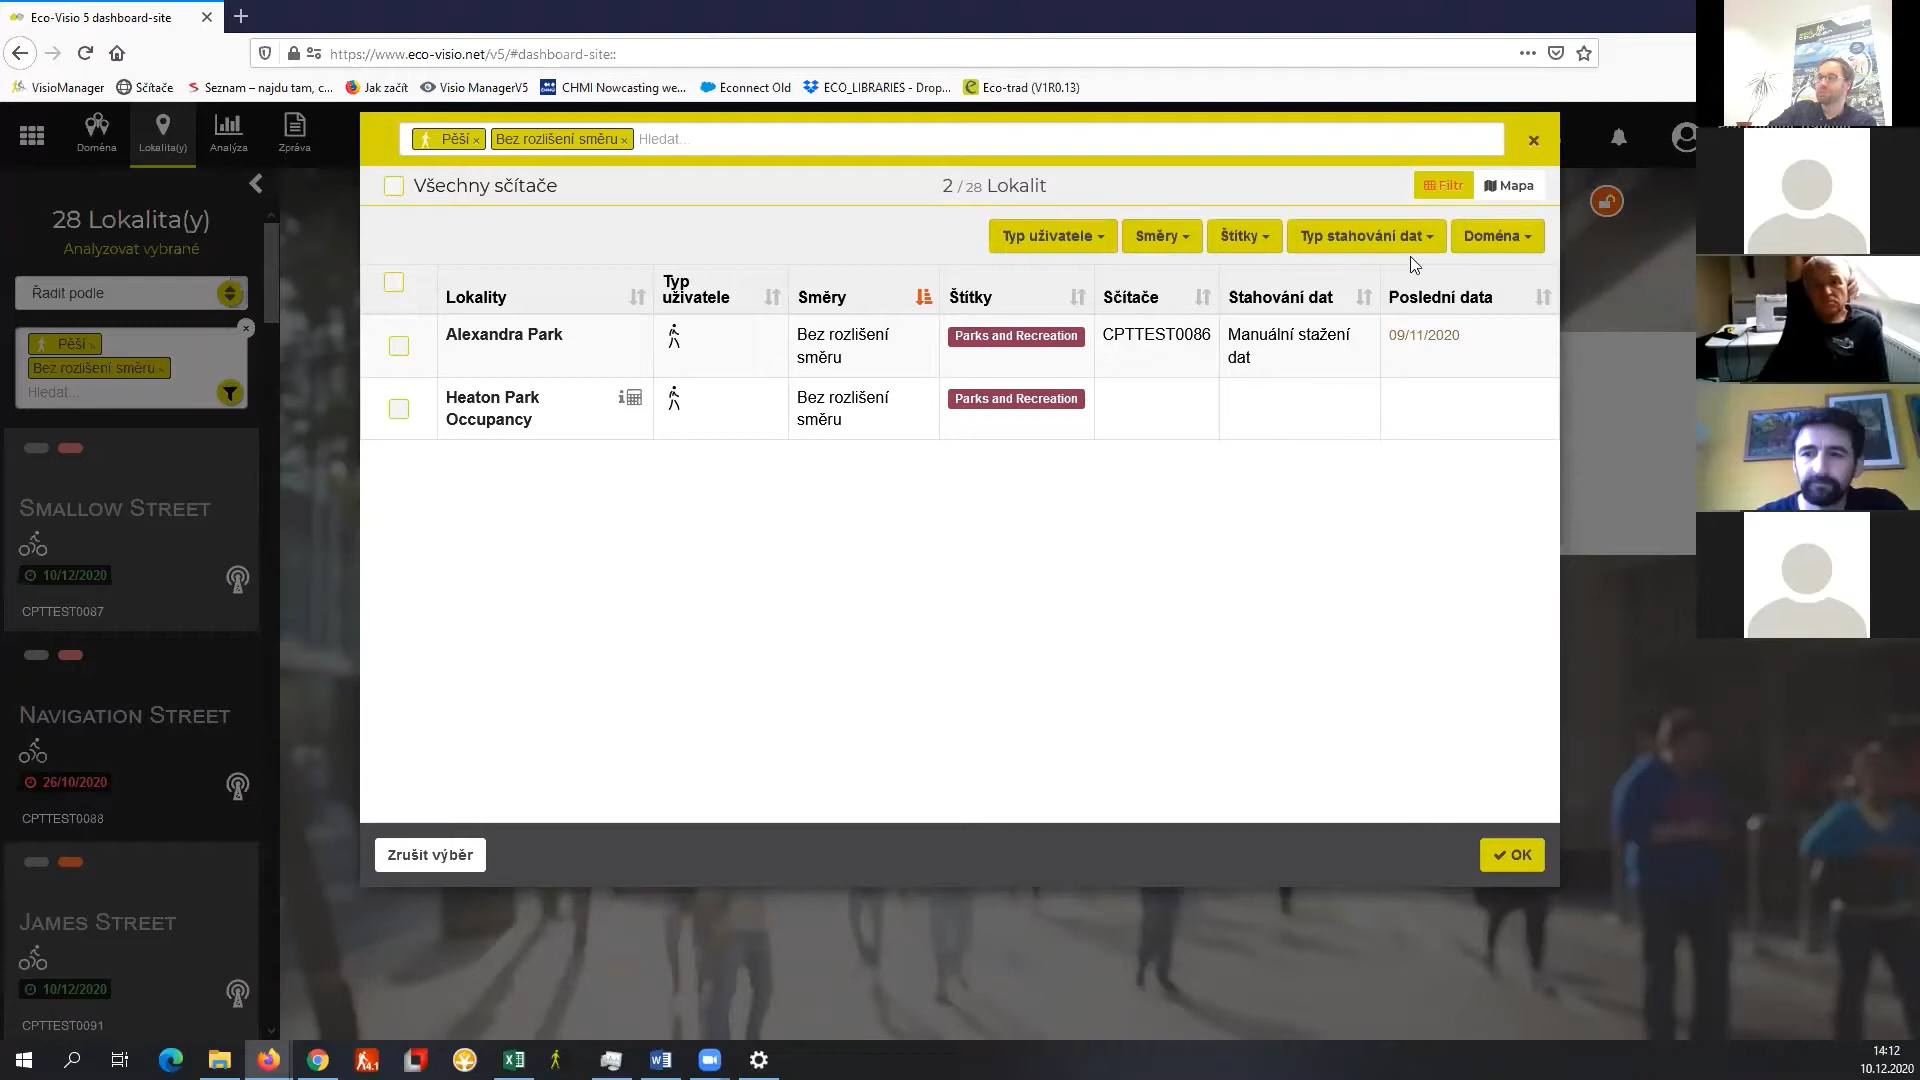 Eco-Visio 5 dashboard-site
https://www.eco-visio.net/v5/#dashboard-site::
VisioManager
Sčítače
Seznam – najdu tam, c...
Jak začít
Visio ManagerV5
CHMI Nowcasting we...
Econnect Old
ECO_LIBRARIES - Drop...
Eco-trad (V1R0.13)
Doména
Lokalita(y)
Analýza
Zpráva
Pěší ×
Bez rozlišení směru ×
Hledat...
Všechny sčítače
2 / 28 Lokalit
Filtr
Mapa
Typ uživatele
Směry
Štítky
Typ stahování dat
Doména
Lokality
Typ uživatele
Směry
Štítky
Sčítače
Stahování dat
Poslední data
Alexandra Park
Bez rozlišení směru
Parks and Recreation
CPTTEST0086
Manuální stažení dat
09/11/2020
Heaton Park Occupancy
Bez rozlišení směru
Parks and Recreation
Zrušit výběr
OK
28 Lokalita(y)
Analyzovat vybrané
Řadit podle
Pěší ×
Bez rozlišení směru ×
Hledat...
Smallow Street
10/12/2020
CPTTEST0087
Navigation Street
26/10/2020
CPTTEST0088
James Street
10/12/2020
CPTTEST0091
14:12
10.12.2020